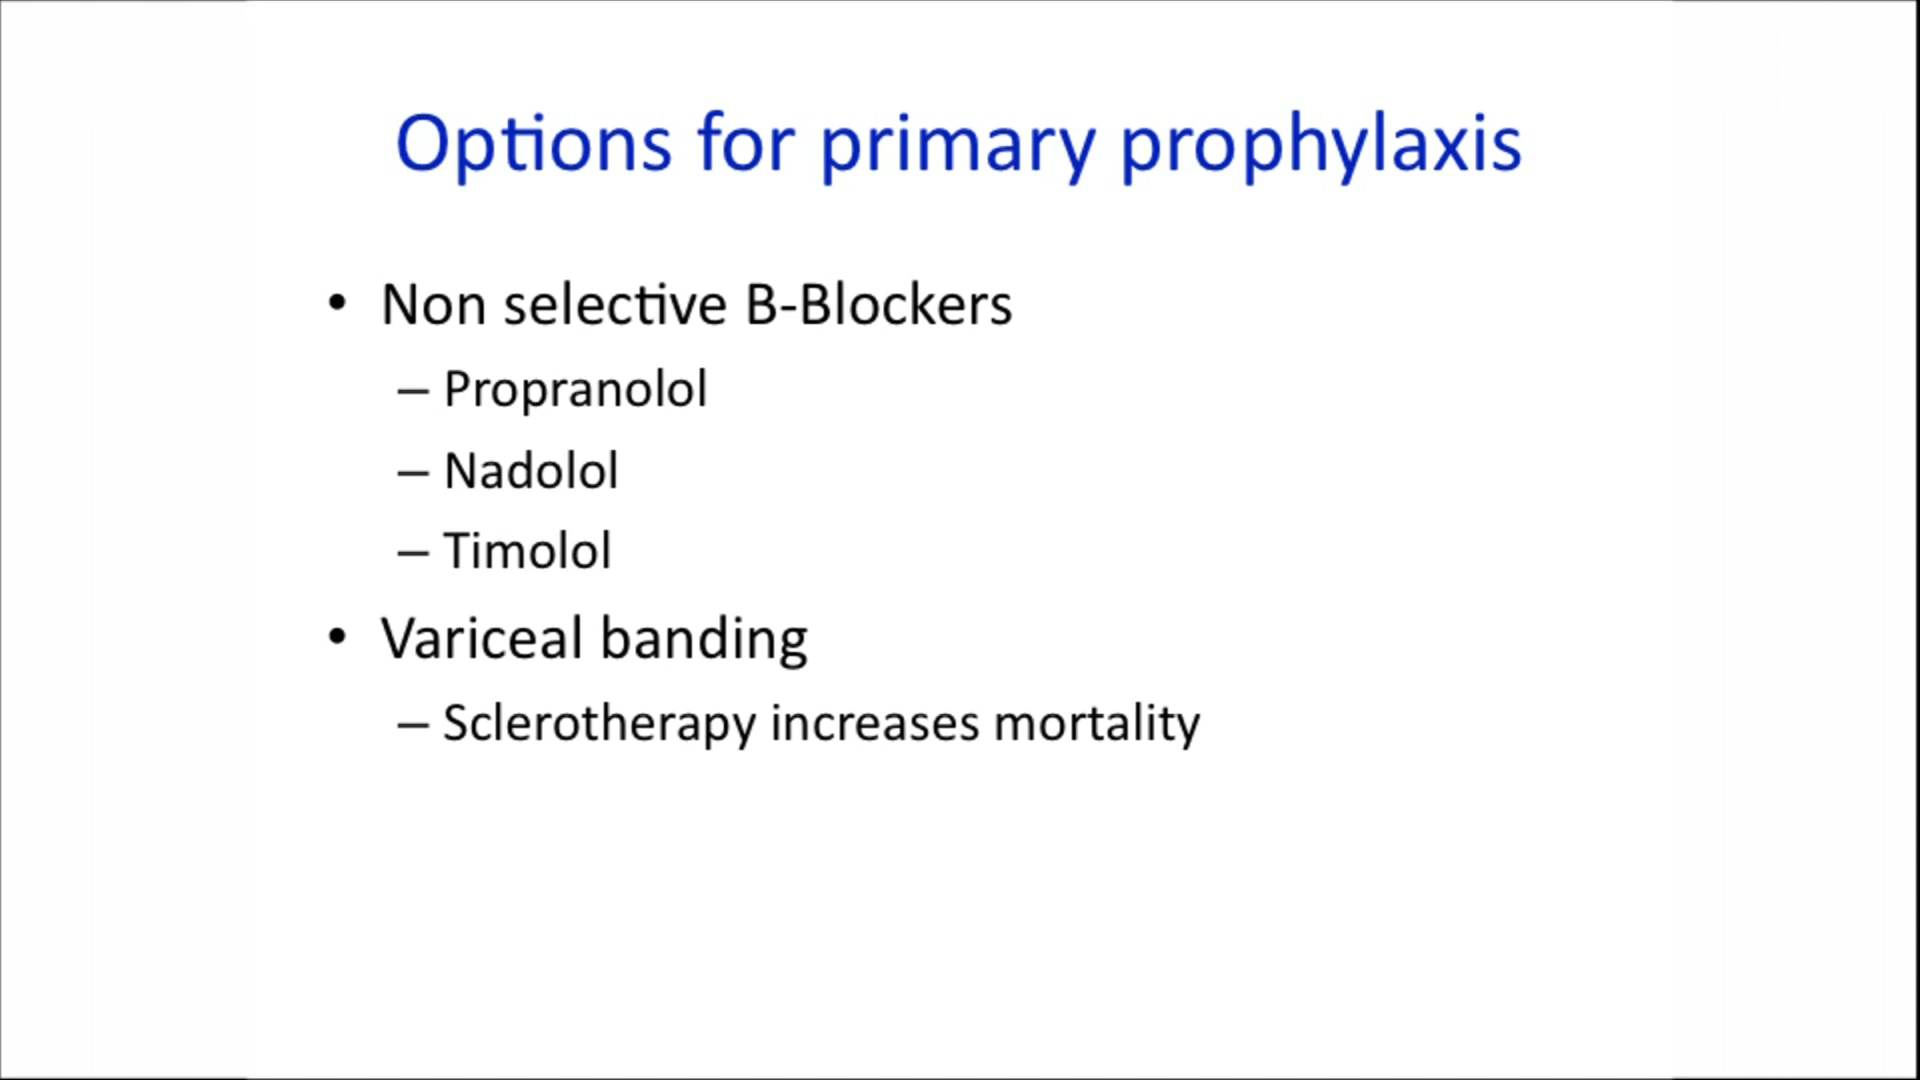 Options for primary prophylaxis
• Non selective B-Blockers
– Propranolol
– Nadolol
– Timolol
• Variceal banding
– Sclerotherapy increases mortality